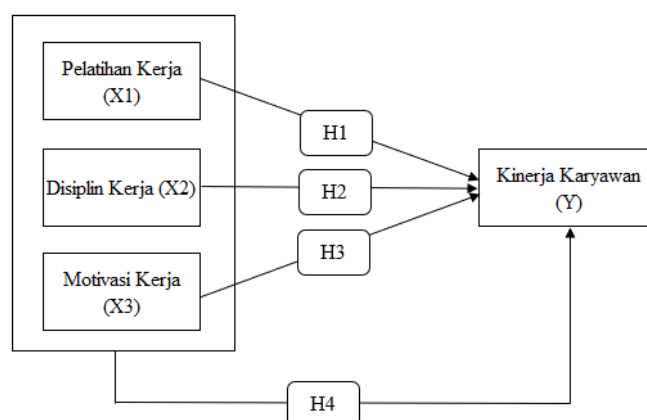 Pelatihan Kerja
(X1)
H1
Disiplin Kerja (X2)
H2
Kinerja Karyawan
(Y)
Motivasi Kerja
(X3)
H3
H4